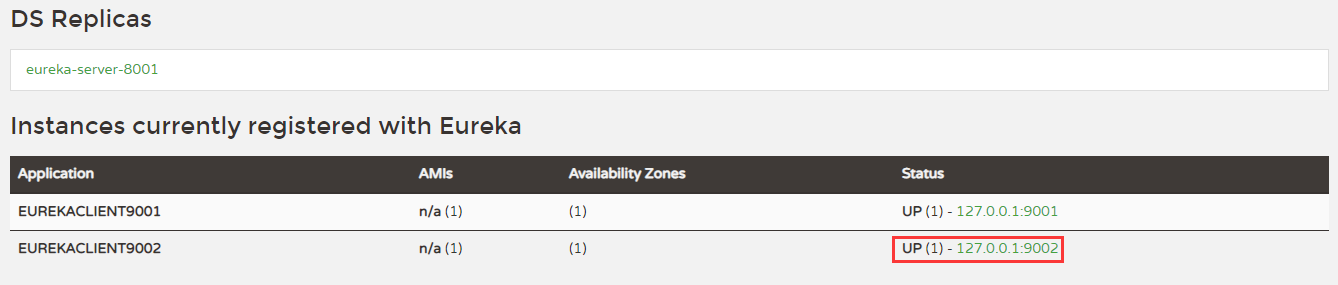 DS Replicas
eureka-server-8001
Instances currently registered with Eureka
Application AMIs Availability Zones Status
EUREKACLIENT9001 n/a (1) (1) UP (1) - 127.0.0.1:9001
EUREKACLIENT9002 n/a (1) (1) UP (1) - 127.0.0.1:9002